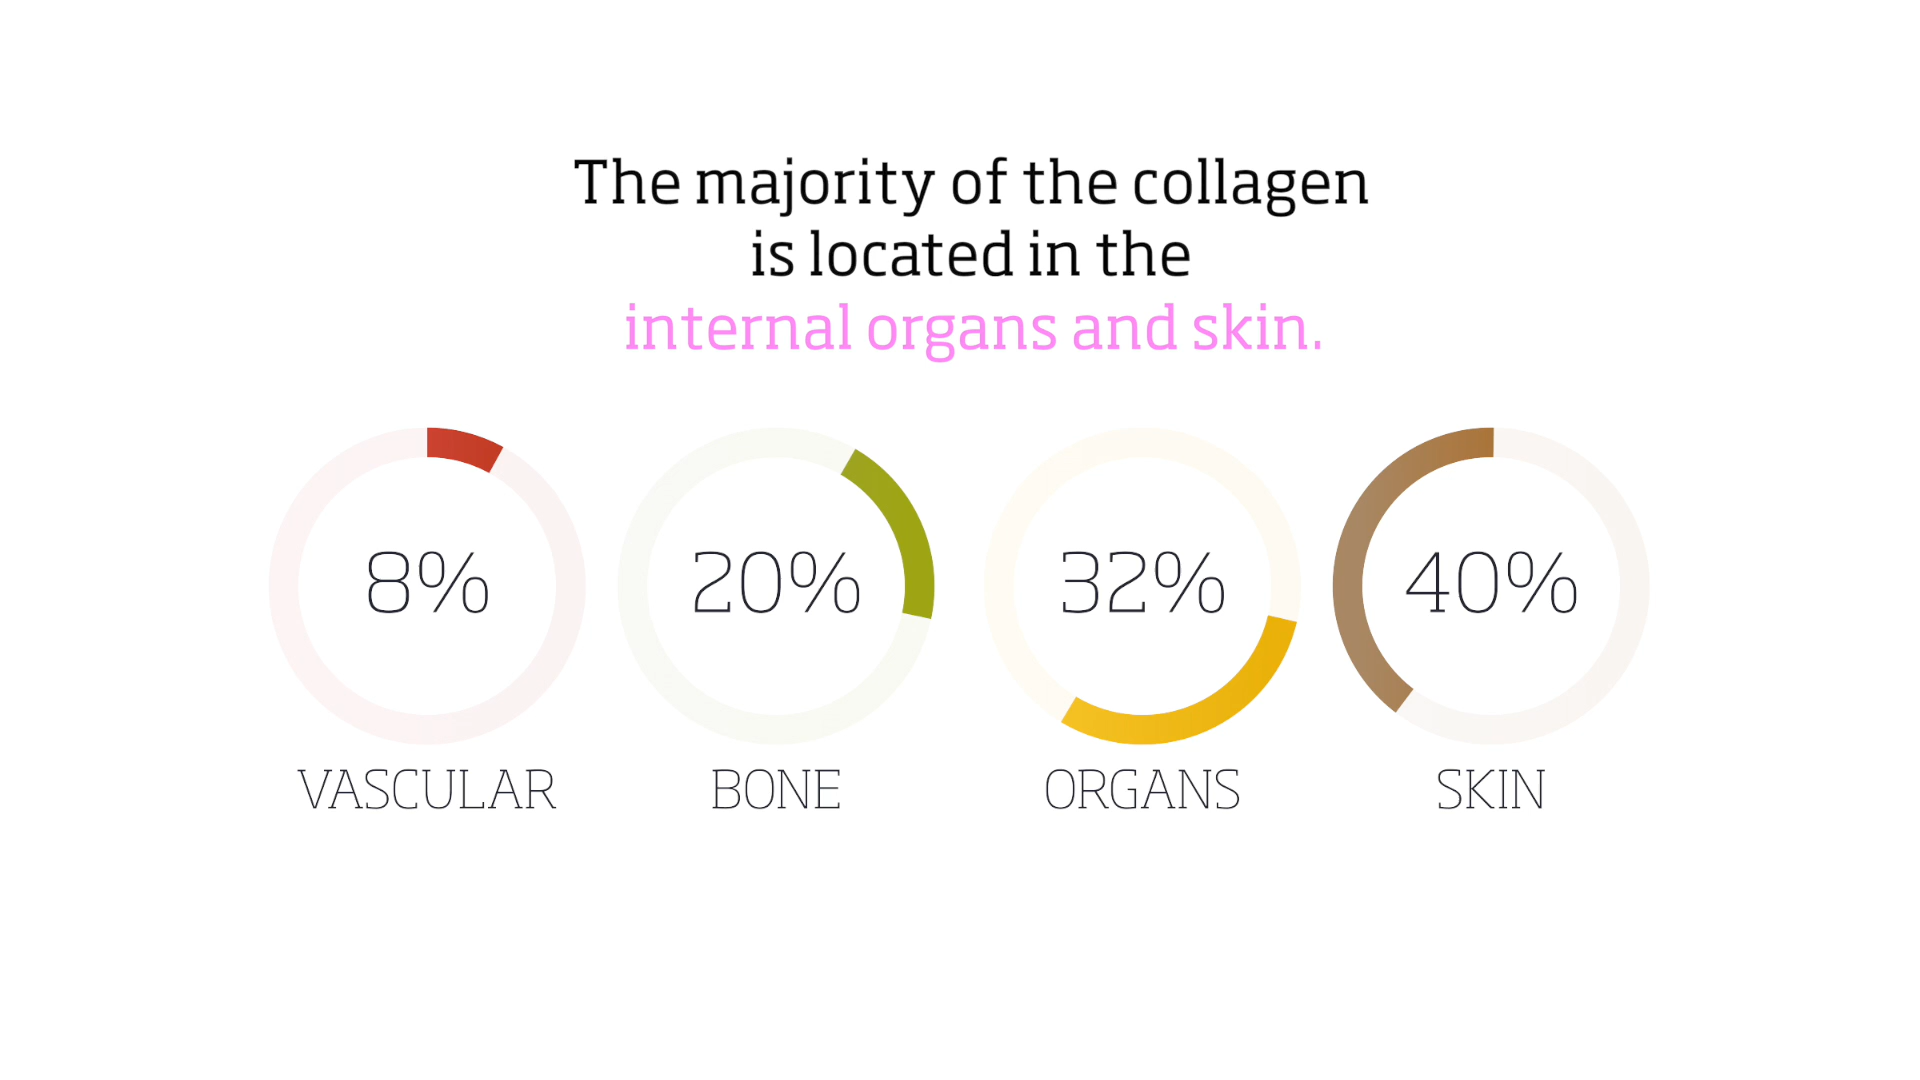 The majority of the collagen
is located in the
internal organs and skin.
8%
20%
32%
40%
VASCULAR
BONE
ORGANS
SKIN